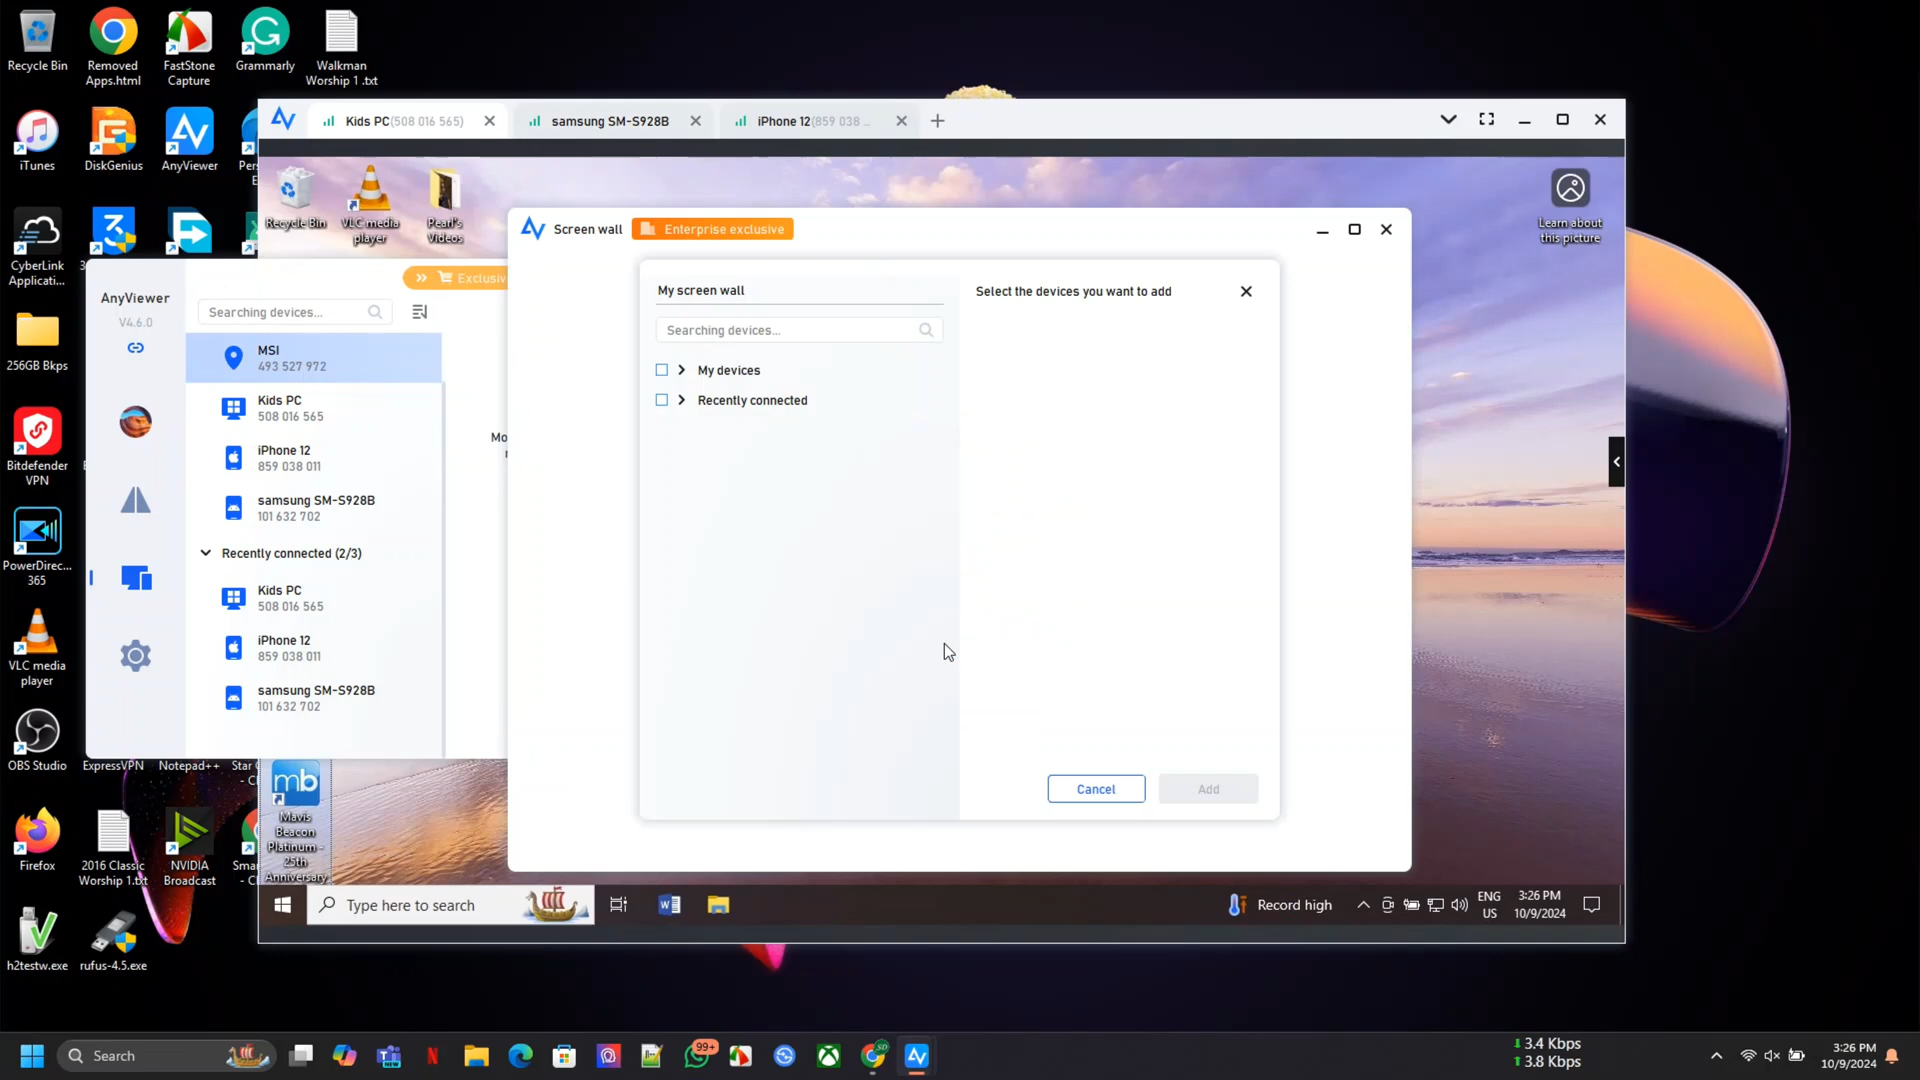 Recycle Bin
Removed
Apps.html
FastStone
Capture
Grammarly
Walkman
Worship 1 .txt
iTunes
DiskGenius
AnyViewer
CyberLink
Applicati...
256GB Bkps
Bitdefender
VPN
PowerDirec...
365
VLC media
player
OBS Studio
ExpressVPN
Notepad++
Star
- C
Firefox
2016 Classic
Worship 1.txt
NVIDIA
Broadcast
Sma
- C
h2testw.exe
rufus-4.5.exe
Kids PC(508 016 565)
samsung SM-S928B
iPhone 12(859 038 ...
Recycle Bin
VLC media
player
Pearl's
Videos
Learn about
this picture
AnyViewer
V4.6.0
Exclusiv
Searching devices...
MSI
493 527 972
Kids PC
508 016 565
iPhone 12
859 038 011
samsung SM-S928B
101 632 702
Recently connected (2/3)
Kids PC
508 016 565
iPhone 12
859 038 011
samsung SM-S928B
101 632 702
Mo
Screen wall
Enterprise exclusive
My screen wall
Searching devices...
My devices
Recently connected
Select the devices you want to add
Cancel
Add
mb
Mavis
Beacon
Platinum -
25th
Anniversary
Type here to search
Record high
ENG
US
3:26 PM
10/9/2024
Search
99+
3.4 Kbps
3.8 Kbps
3:26 PM
10/9/2024